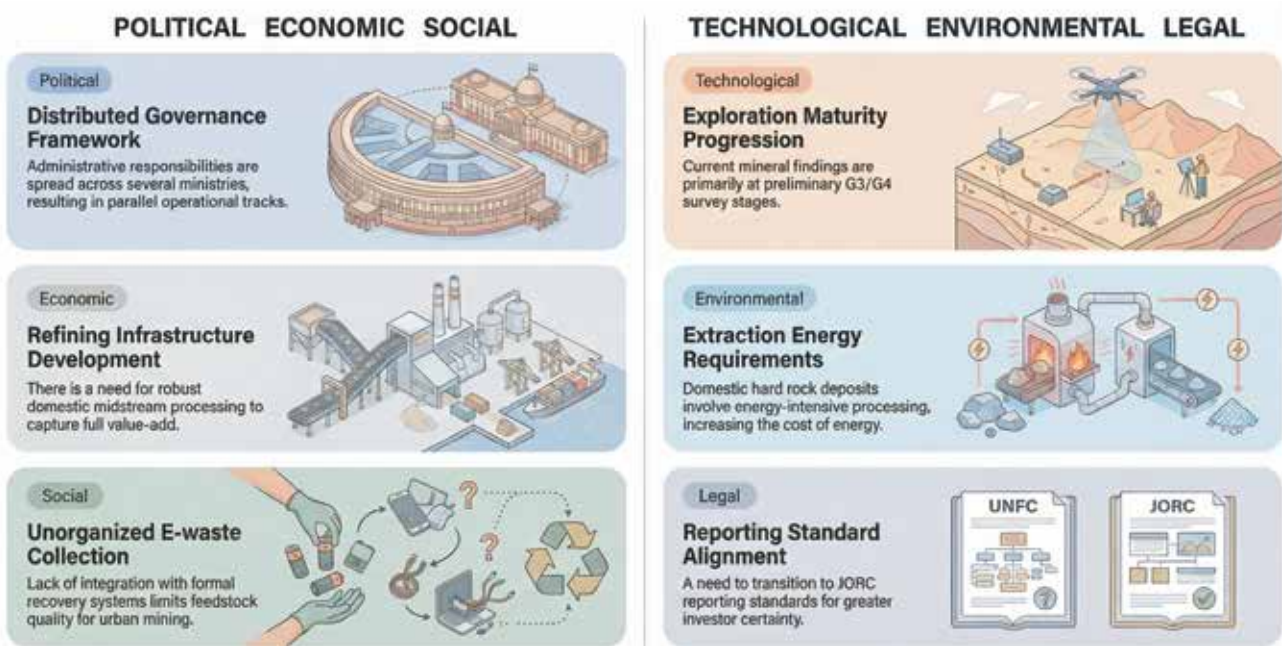 POLITICAL ECONOMIC SOCIAL
Political
Distributed Governance
Framework
Administrative responsibilities are
spread across several ministries,
resulting in parallel operational tracks.
Economic
Refining Infrastructure
Development
There is a need for robust
domestic midstream processing to
capture full value-add.
Social
Unorganized E-waste
Collection
Lack of integration with formal
recovery systems limits feedstock
quality for urban mining.
?
?
TECHNOLOGICAL ENVIRONMENTAL LEGAL
Technological
Exploration Maturity
Progression
Current mineral findings are
primarily at preliminary G3/G4
survey stages.
Environmental
Extraction Energy
Requirements
Domestic hard rock deposits
involve energy-intensive processing,
increasing the cost of energy.
Legal
Reporting Standard
Alignment
A need to transition to JORC
reporting standards for greater
investor certainty.
UNFC
?
JORC